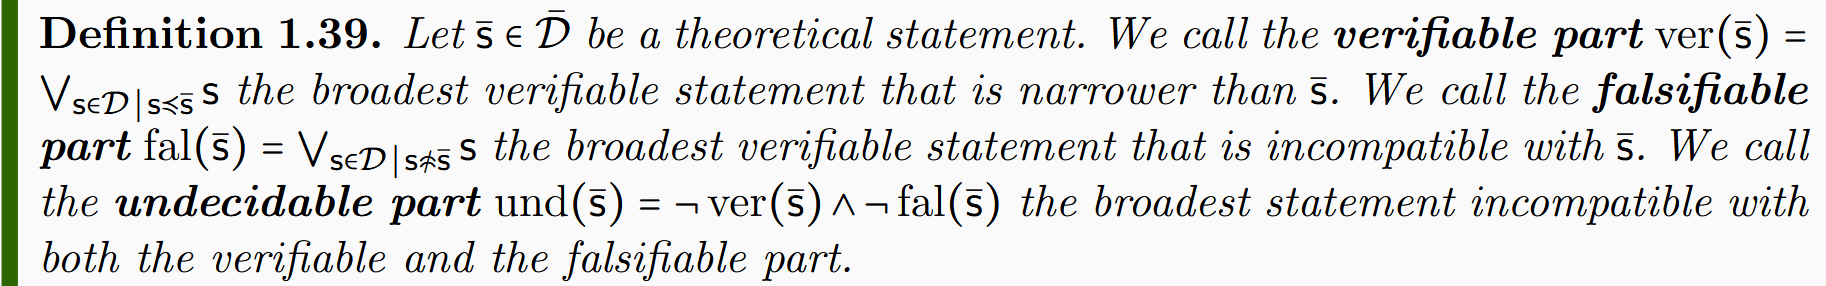 Definition 1.39. Let s̄ ∈ 𝒟̄ be a theoretical statement. We call the verifiable part ver(s̄) =
⋁s∈𝒟|s≼s̄ s the broadest verifiable statement that is narrower than s̄. We call the falsifiable
part fal(s̄) = ⋁s∈𝒟|s≁̸s̄ s the broadest verifiable statement that is incompatible with s̄. We call
the undecidable part und(s̄) = ¬ ver(s̄) ∧ ¬ fal(s̄) the broadest statement incompatible with
both the verifiable and the falsifiable part.